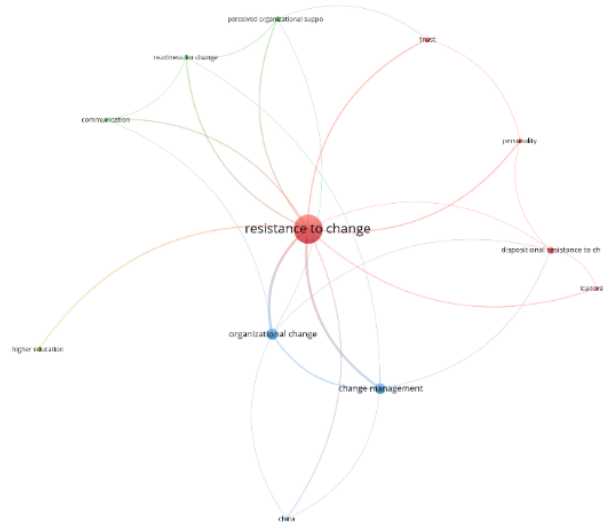 perceived organizational suppo
trust
readiness for change
communication
personality
resistance to change
dispositional resistance to ch
leaders
organizational change
higher education
change management
china